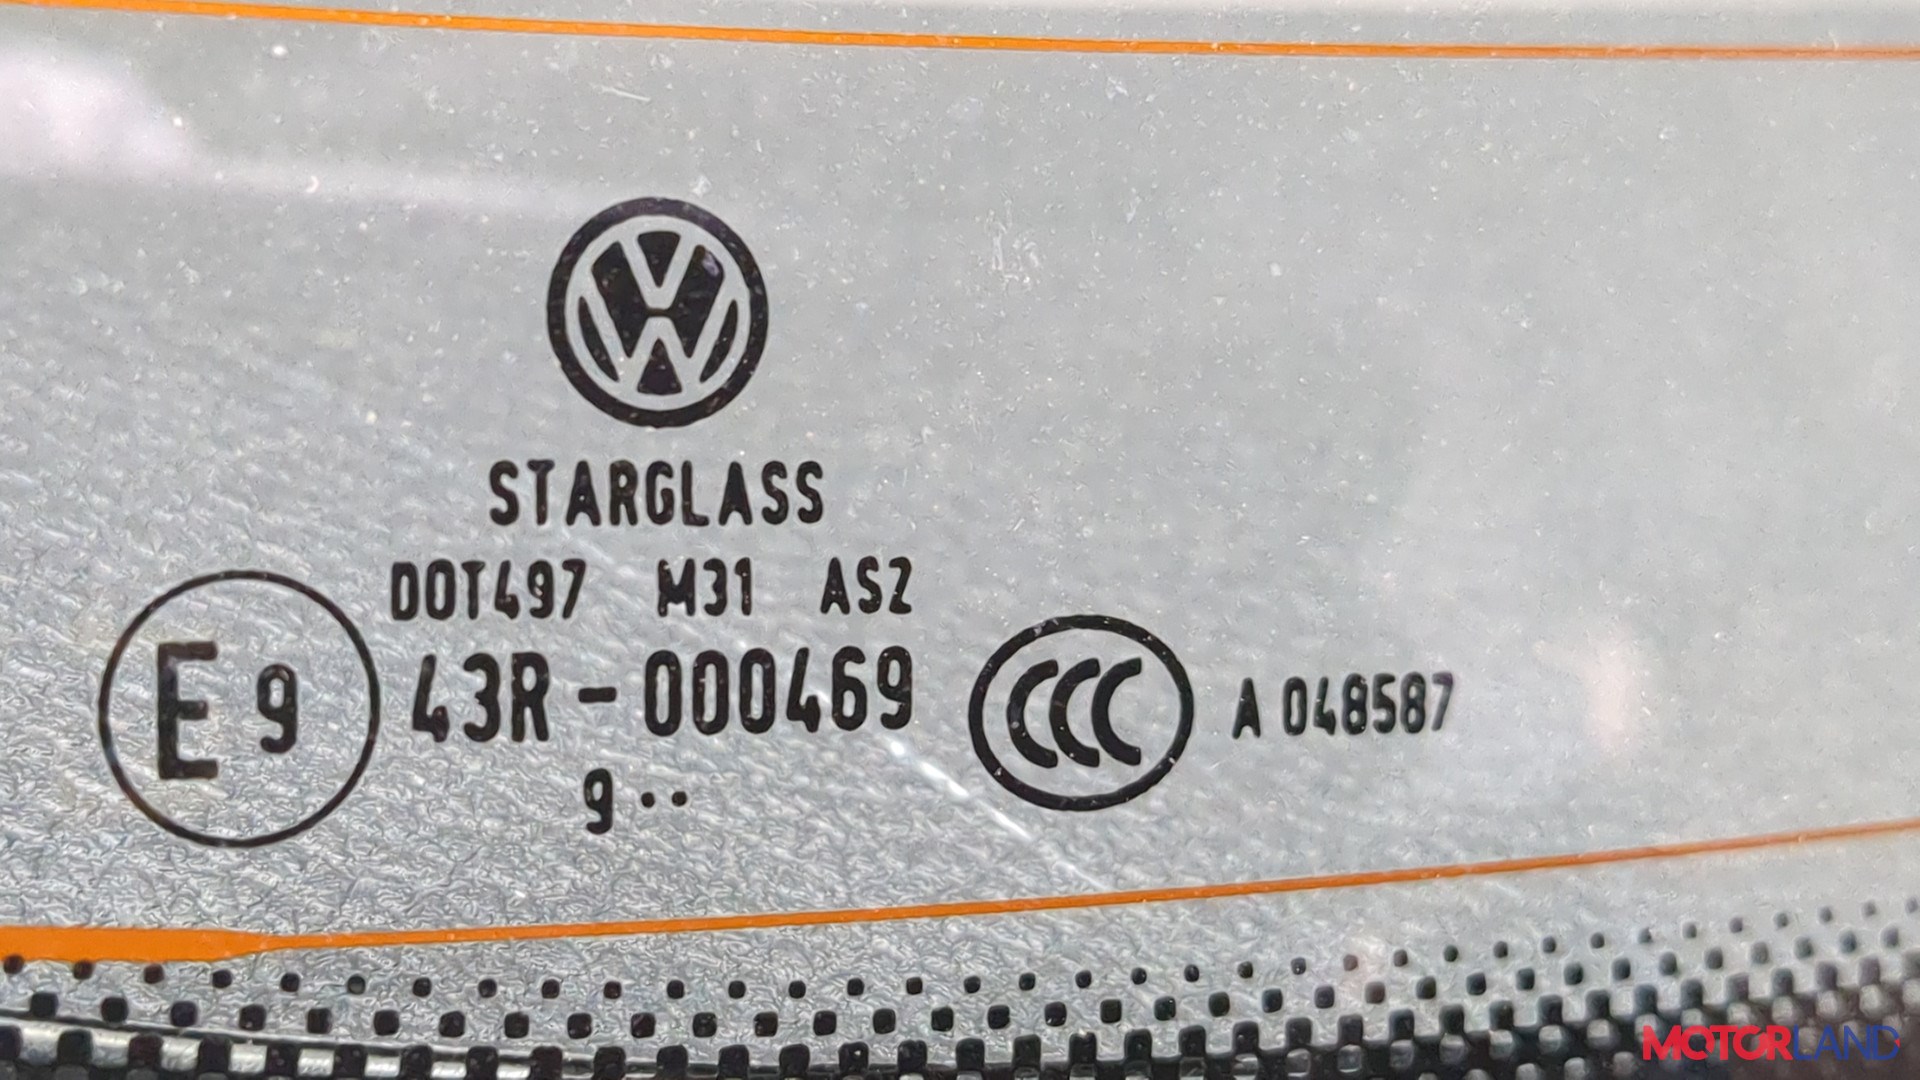 STARGLASS
DOT497 M31 AS2
E 9 43R-000469 CCC A 048587
9 ··
MOTORLAND